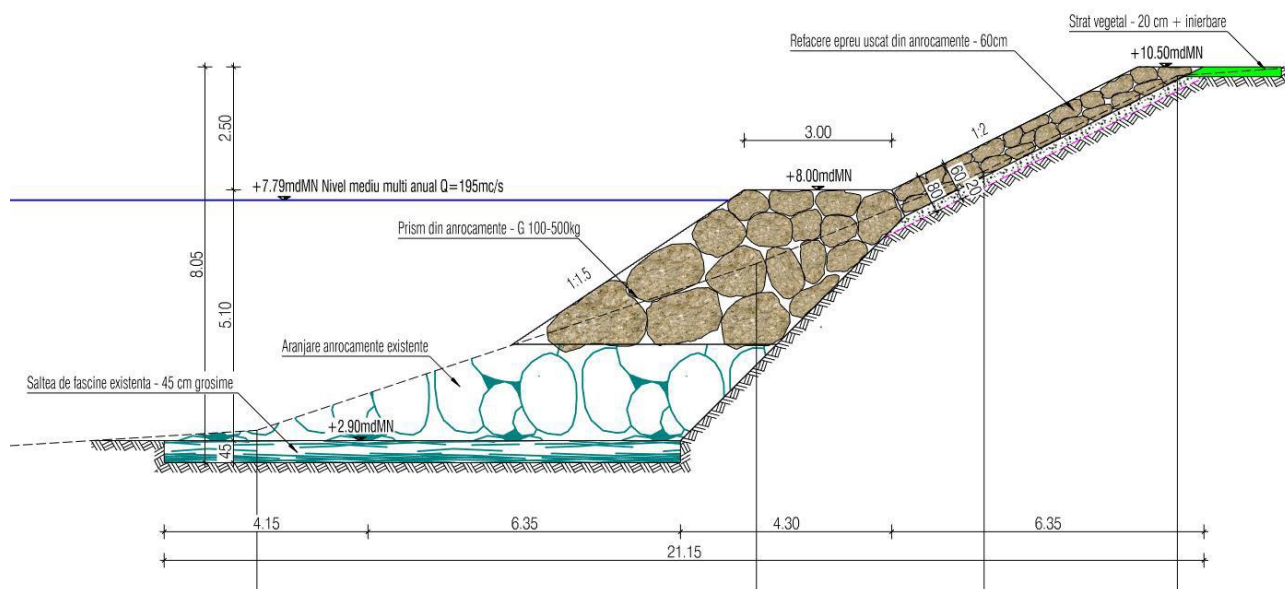 Strat vegetal - 20 cm + inierbare
Refacere epreu uscat din anrocamente - 60cm
+10.50mdMN
8.05
2.50
3.00
1:2
+7.79mdMN Nivel mediu multi anual Q=195mc/s
+8.00mdMN
60
80
20
Prism din anrocamente - G 100-500kg
1:1.5
5.10
Aranjare anrocamente existente
Saltea de fascine existenta - 45 cm grosime
+2.90mdMN
45
4.15
6.35
4.30
6.35
21.15